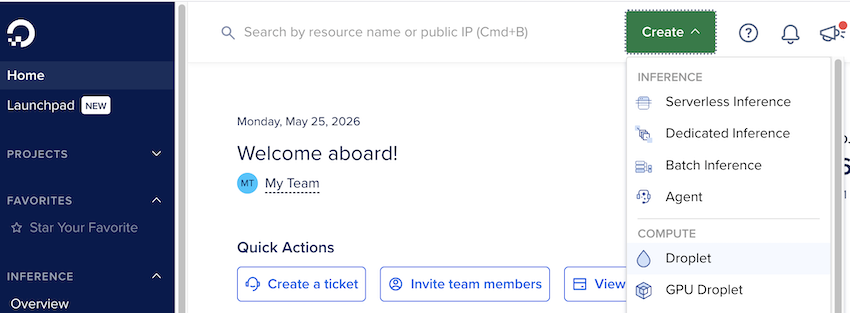 Search by resource name or public IP (Cmd+B)
Create
Home
Launchpad NEW
PROJECTS
FAVORITES
Star Your Favorite
INFERENCE
Overview
Monday, May 25, 2026
Welcome aboard!
MT My Team
Quick Actions
Create a ticket
Invite team members
View
INFERENCE
Serverless Inference
Dedicated Inference
Batch Inference
Agent
COMPUTE
Droplet
GPU Droplet